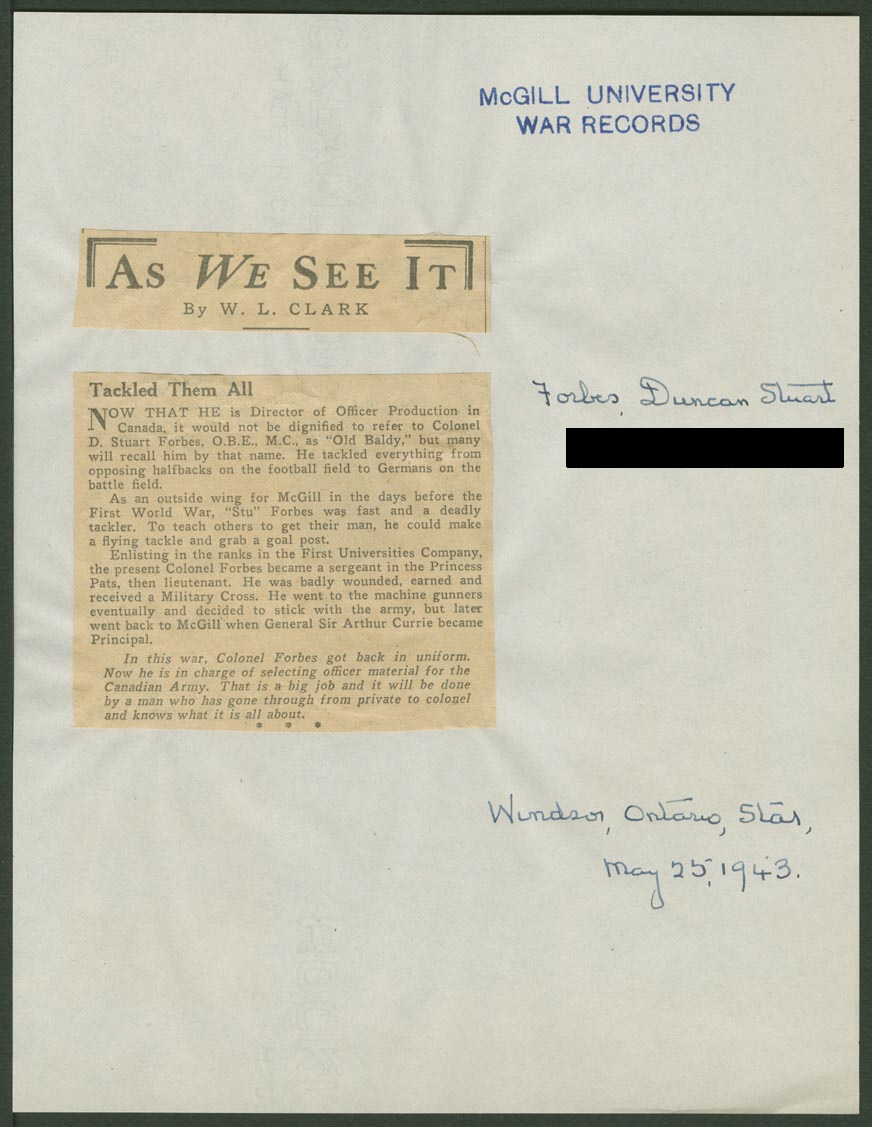 McGILL UNIVERSITY
WAR RECORDS
AS WE SEE IT
By W. L. CLARK
Forbes, Duncan Stuart
Tackled Them All
NOW THAT HE is Director of Officer Production in
Canada, it would not be dignified to refer to Colonel
D. Stuart Forbes, O.B.E., M.C., as "Old Baldy," but many
will recall him by that name. He tackled everything from
opposing halfbacks on the football field to Germans on the
battle field.
As an outside wing for McGill in the days before the
First World War, "Stu" Forbes was fast and a deadly
tackler. To teach others to get their man, he could make
a flying tackle and grab a goal post.
Enlisting in the ranks in the First Universities Company,
the present Colonel Forbes became a sergeant in the Princess
Pats, then lieutenant. He was badly wounded, earned and
received a Military Cross. He went to the machine gunners
eventually and decided to stick with the army, but later
went back to McGill when General Sir Arthur Currie became
Principal.
In this war, Colonel Forbes got back in uniform.
Now he is in charge of selecting officer material for the
Canadian Army. That is a big job and it will be done
by a man who has gone through from private to colonel
and knows what it is all about.
* * *
Windsor, Ontario, Star,
May 25, 1943.